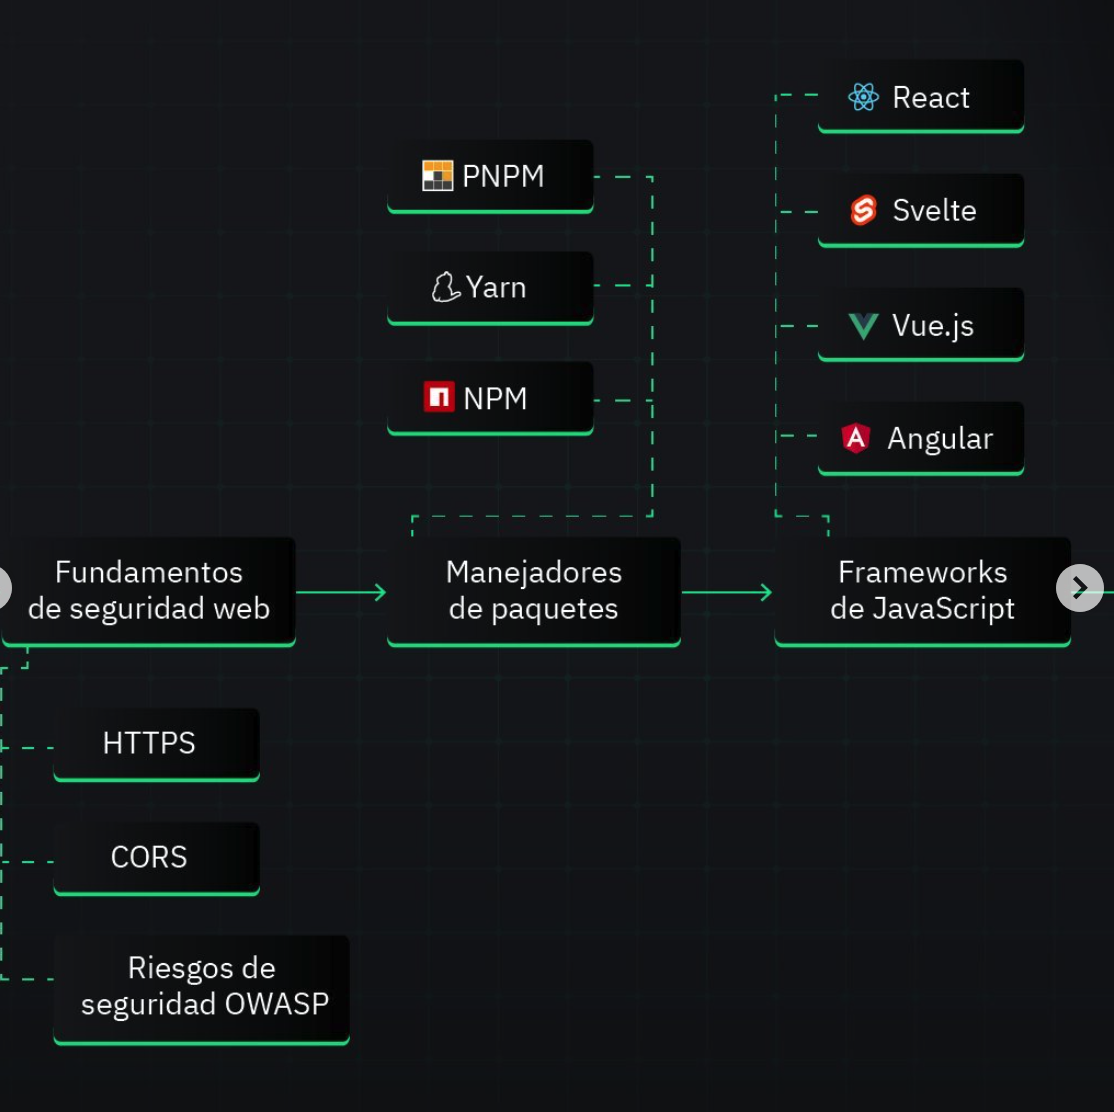 React
PNPM
Svelte
Yarn
Vue.js
NPM
Angular
Fundamentos
de seguridad web
Manejadores
de paquetes
Frameworks
de JavaScript
HTTPS
CORS
Riesgos de
seguridad OWASP